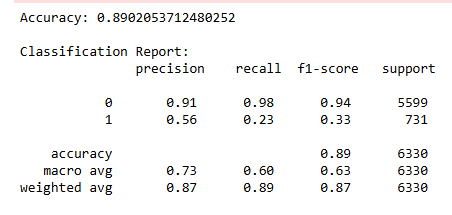 Accuracy: 0.8902053712480252
Classification Report:
precision recall f1-score support
0 0.91 0.98 0.94 5599
1 0.56 0.23 0.33 731
accuracy 0.89 6330
macro avg 0.73 0.60 0.63 6330
weighted avg 0.87 0.89 0.87 6330